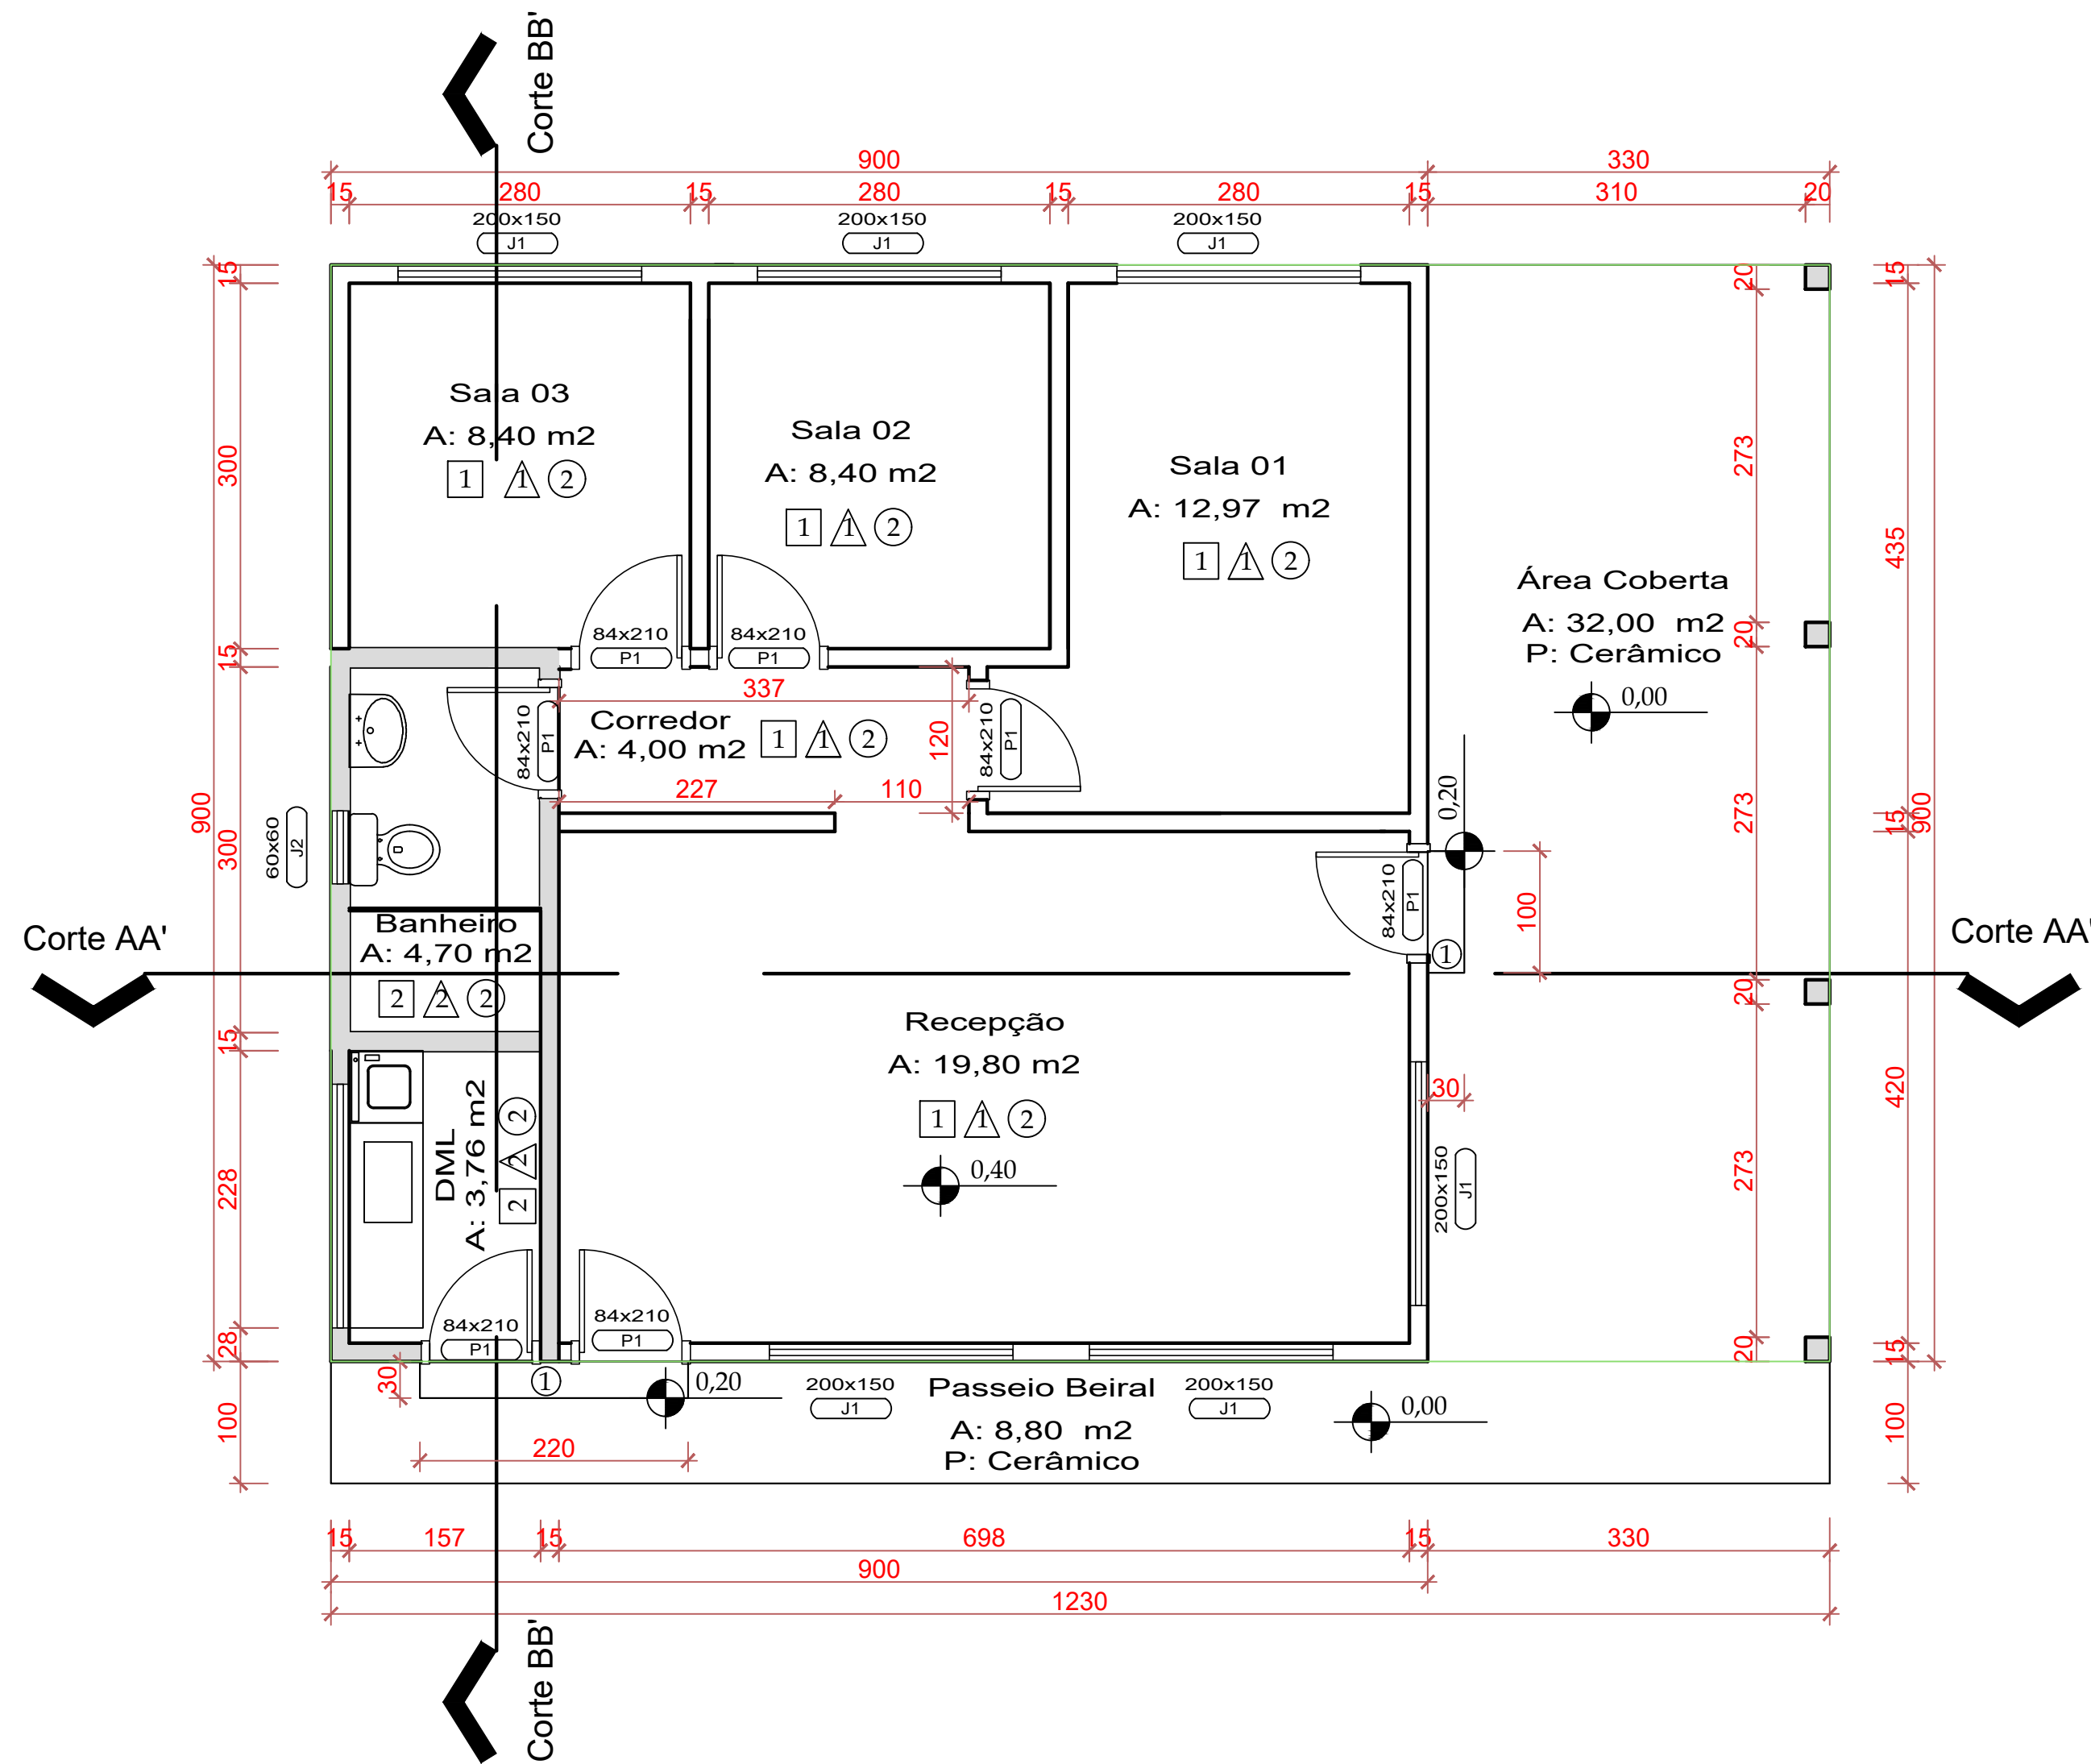 Corte BB'
900
330
15
280
15
280
15
280
15
310
20
200x150
J1
200x150
J1
200x150
J1
15
300
15
300
15
228
28
100
900
20
273
20
273
20
273
20
15
435
15
420
15
100
900
Sala 03
A: 8,40 m2
1
1
2
Sala 02
A: 8,40 m2
1
1
2
Sala 01
A: 12,97 m2
1
1
2
Área Coberta
A: 32,00 m2
P: Cerâmico
0,00
84x210
P1
84x210
P1
337
Corredor
A: 4,00 m2
1
1
2
120
227
110
84x210
P1
84x210
P1
0,20
100
60x60
J2
84x210
P1
1
Banheiro
A: 4,70 m2
2
2
2
Corte AA'
Corte AA'
Recepção
A: 19,80 m2
1
1
2
0,40
30
200x150
J1
DML
A: 3,76 m2
2
2
2
84x210
P1
84x210
P1
30
1
0,20
200x150
J1
Passeio Beiral
A: 8,80 m2
P: Cerâmico
200x150
J1
0,00
220
15
157
15
698
15
330
900
1230
Corte BB'